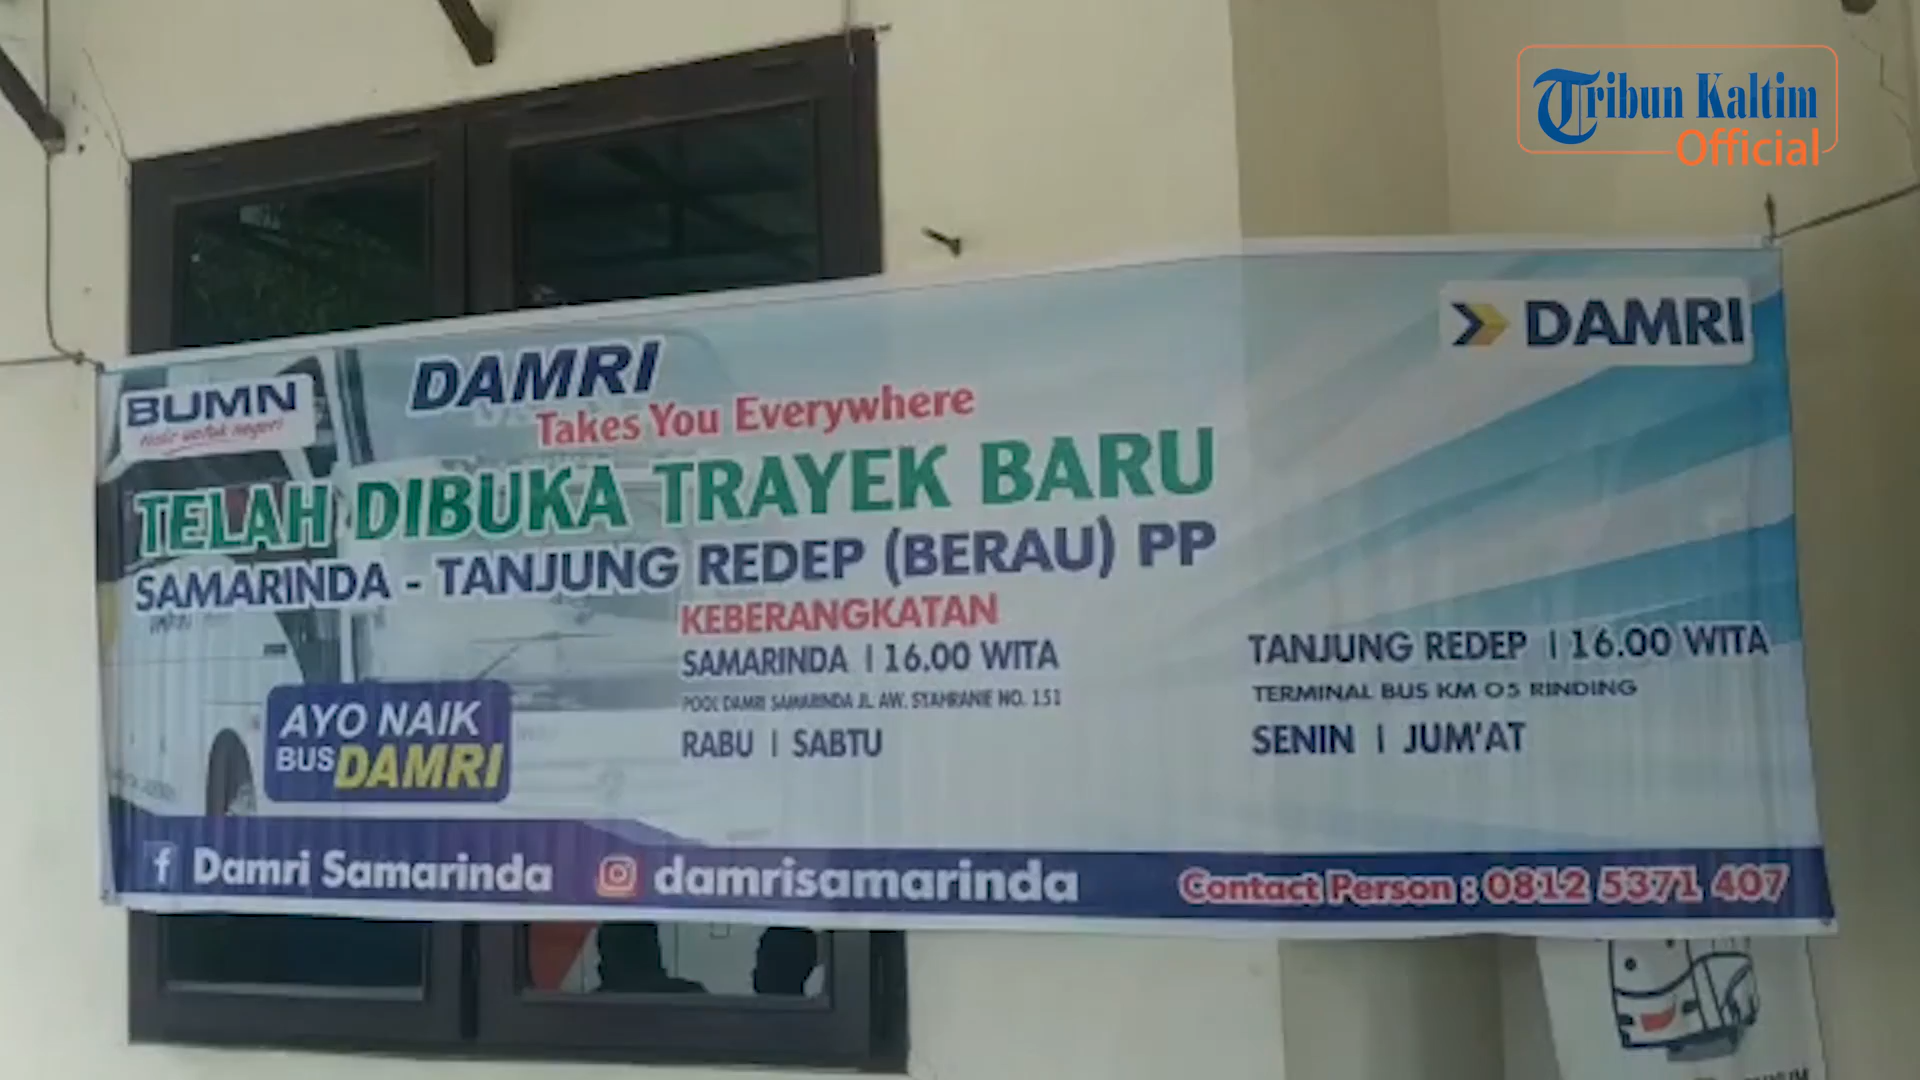 Tribun Kaltim
Official
DAMRI
BUMN
DAMRI
Takes You Everywhere
TELAH DIBUKA TRAYEK BARU
SAMARINDA - TANJUNG REDEP (BERAU) PP
KEBERANGKATAN
SAMARINDA | 16.00 WITA
POOL DAMRI SAMARINDA JL. AW. SYAHRANIE NO. 151
RABU | SABTU
TANJUNG REDEP | 16.00 WITA
TERMINAL BUS KM 05 RINDING
SENIN | JUM'AT
AYO NAIK
BUS DAMRI
Damri Samarinda
damrisamarinda
Contact Person : 0812 5371 407